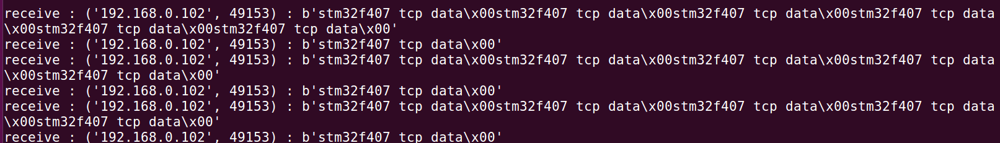 receive : ('192.168.0.102', 49153) : b'stm32f407 tcp data\x00stm32f407 tcp data\x00stm32f407 tcp data\x00stm32f407 tcp data
\x00stm32f407 tcp data\x00stm32f407 tcp data\x00'
receive : ('192.168.0.102', 49153) : b'stm32f407 tcp data\x00'
receive : ('192.168.0.102', 49153) : b'stm32f407 tcp data\x00stm32f407 tcp data\x00stm32f407 tcp data\x00stm32f407 tcp data
\x00stm32f407 tcp data\x00'
receive : ('192.168.0.102', 49153) : b'stm32f407 tcp data\x00'
receive : ('192.168.0.102', 49153) : b'stm32f407 tcp data\x00stm32f407 tcp data\x00stm32f407 tcp data\x00stm32f407 tcp data
\x00stm32f407 tcp data\x00'
receive : ('192.168.0.102', 49153) : b'stm32f407 tcp data\x00'